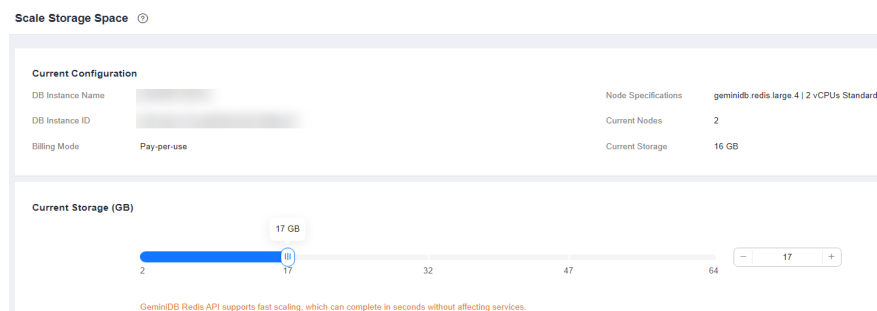 Scale Storage Space
Current Configuration
DB Instance Name
Node Specifications geminidb.redis.large.4 | 2 vCPUs Standard
DB Instance ID
Current Nodes 2
Billing Mode Pay-per-use
Current Storage 16 GB
Current Storage (GB)
17 GB
2 17 32 47 64
− 17 +
GeminiDB Redis API supports fast scaling, which can complete in seconds without affecting services.